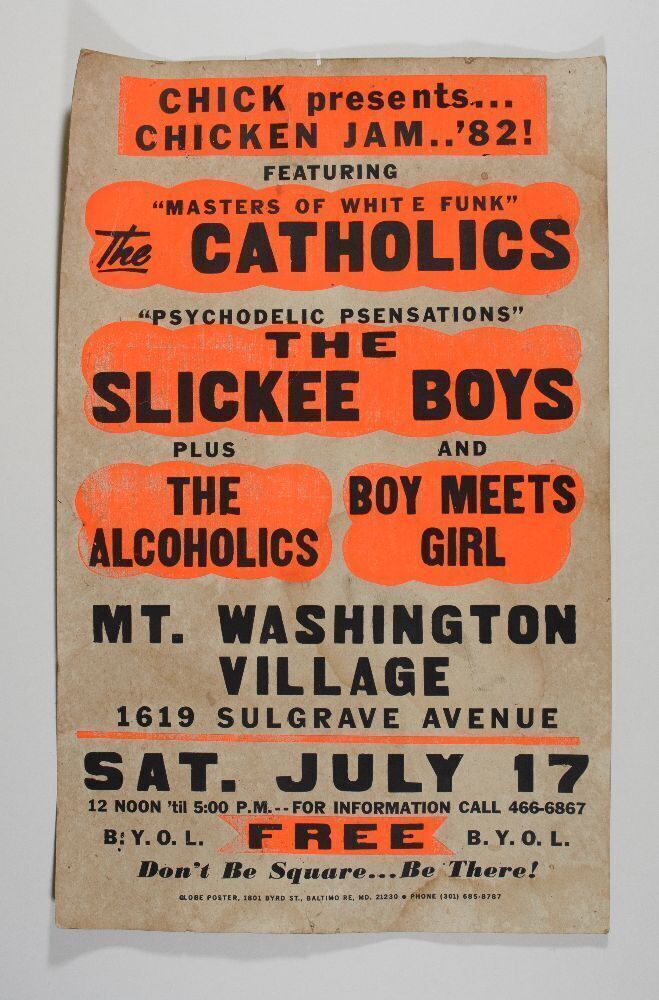 CHICK presents...
CHICKEN JAM..'82!
FEATURING
"MASTERS OF WHITE FUNK"
The CATHOLICS
"PSYCHODELIC PSENSATIONS"
THE
SLICKEE BOYS
PLUS AND
THE
ALCOHOLICS
BOY MEETS
GIRL
MT. WASHINGTON
VILLAGE
1619 SULGRAVE AVENUE
SAT. JULY 17
12 NOON 'til 5:00 P.M.--FOR INFORMATION CALL 466-6867
B.Y.O.L. FREE B.Y.O.L.
Don't Be Square...Be There!
GLOBE POSTER, 1801 BYRD ST., BALTIMORE, MD. 21230 • PHONE (301) 685-8787